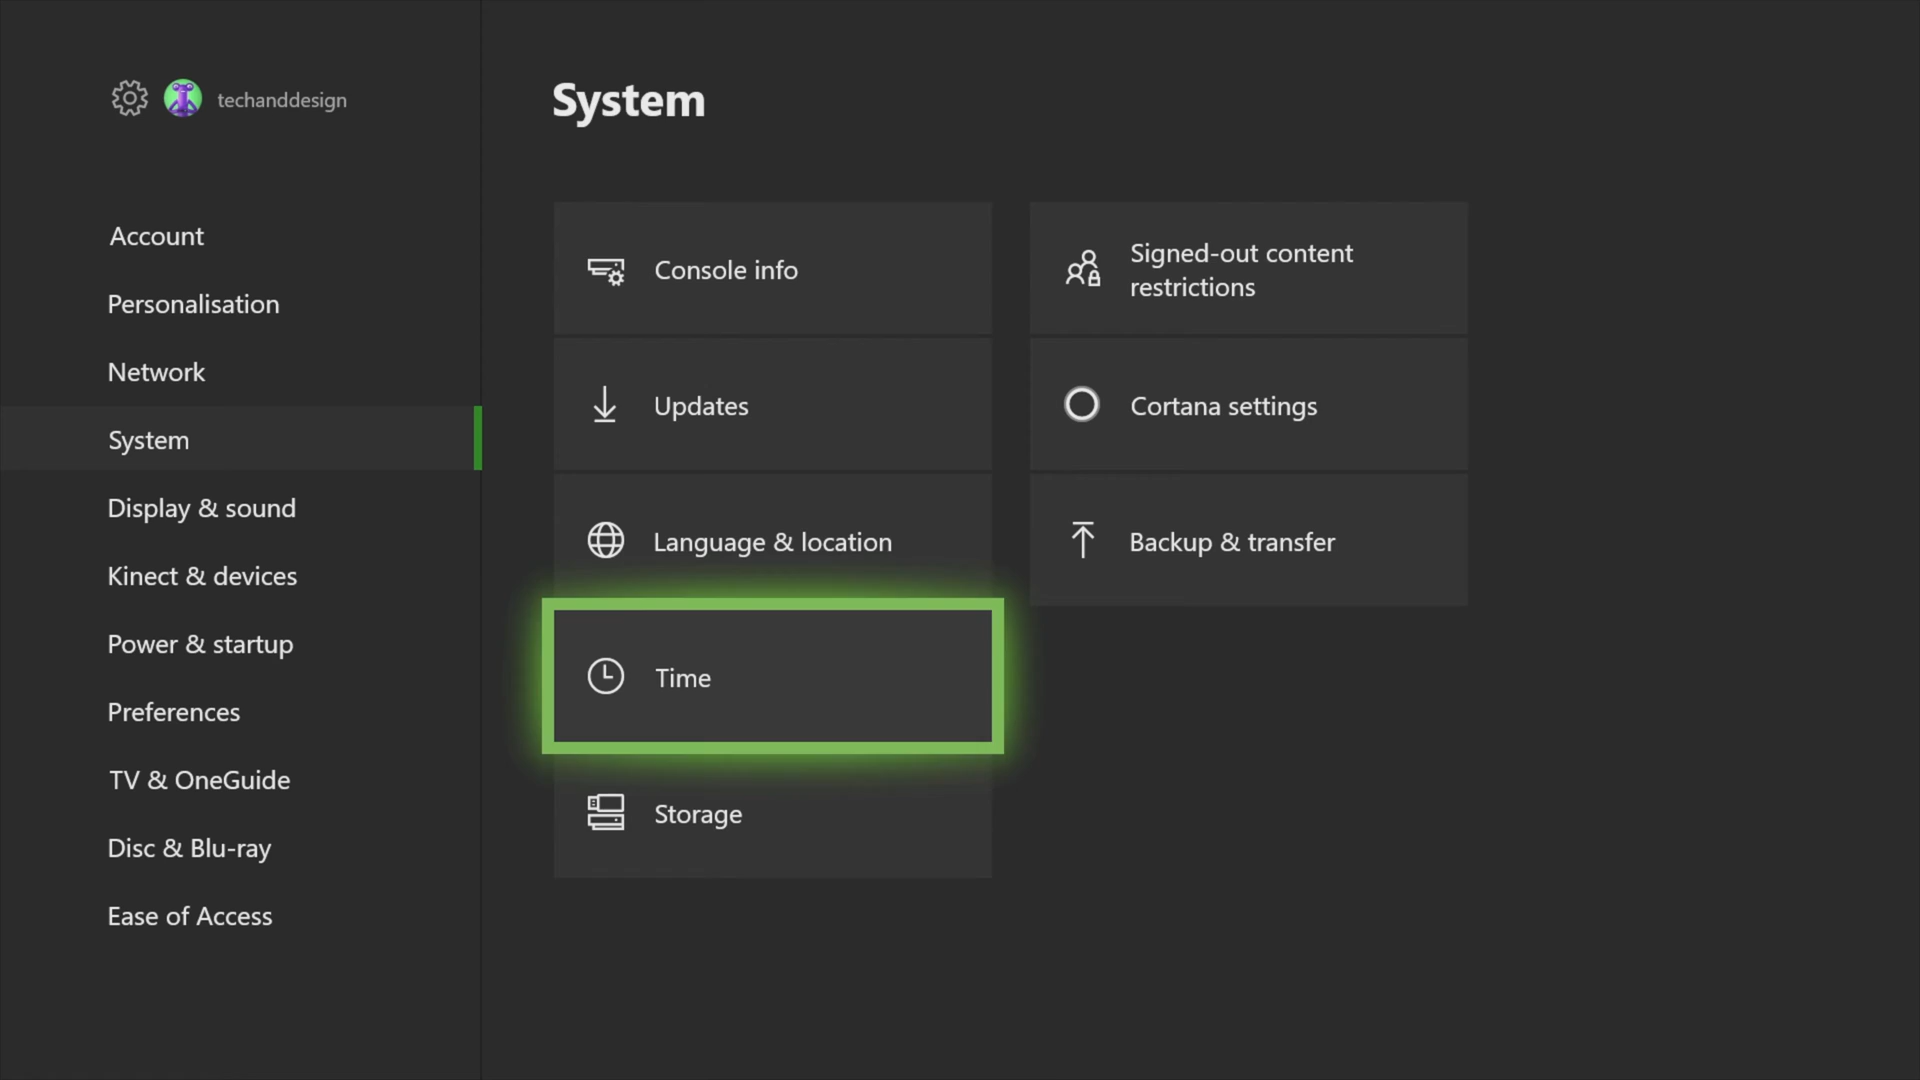 techanddesign
Account
Personalisation
Network
System
Display & sound
Kinect & devices
Power & startup
Preferences
TV & OneGuide
Disc & Blu-ray
Ease of Access
System
Console info
Updates
Language & location
Time
Storage
Signed-out content
restrictions
Cortana settings
Backup & transfer